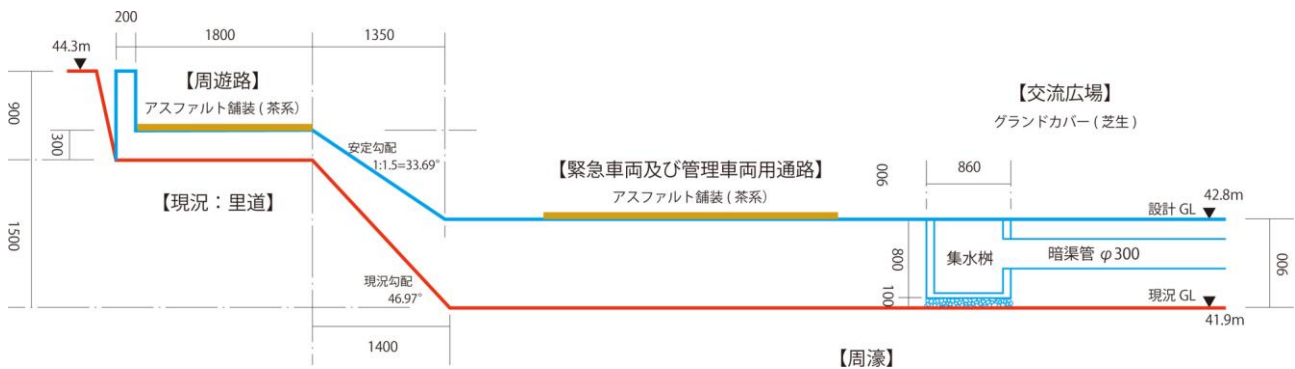 200
1800
1350
44.3m
【周遊路】
アスファルト舗装 ( 茶系 )
900
300
1500
【現況：里道】
安定勾配
1:1.5=33.69°
現況勾配
46.97°
1400
【緊急車両及び管理車両用通路】
アスファルト舗装 ( 茶系 )
【交流広場】
グランドカバー ( 芝生 )
900
860
42.8m
設計 GL
集水桝
暗渠管 φ300
800
100
900
現況 GL
41.9m
【周濠】